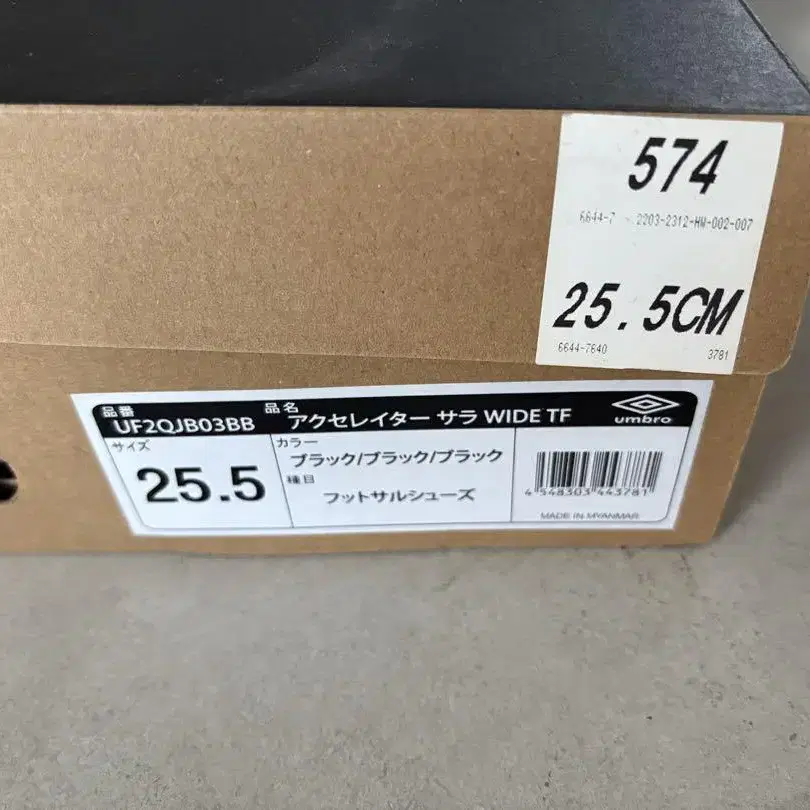 574
6644-7 2203-2312-HM-002-007
25.5CM
6644-7640 3781
品番 UF2QJB03BB 品名 アクセレイター サラ WIDE TF
umbro
サイズ 25.5
カラー
ブラック/ブラック/ブラック
種目
フットサルシューズ
4548303443781
MADE IN MYANMAR